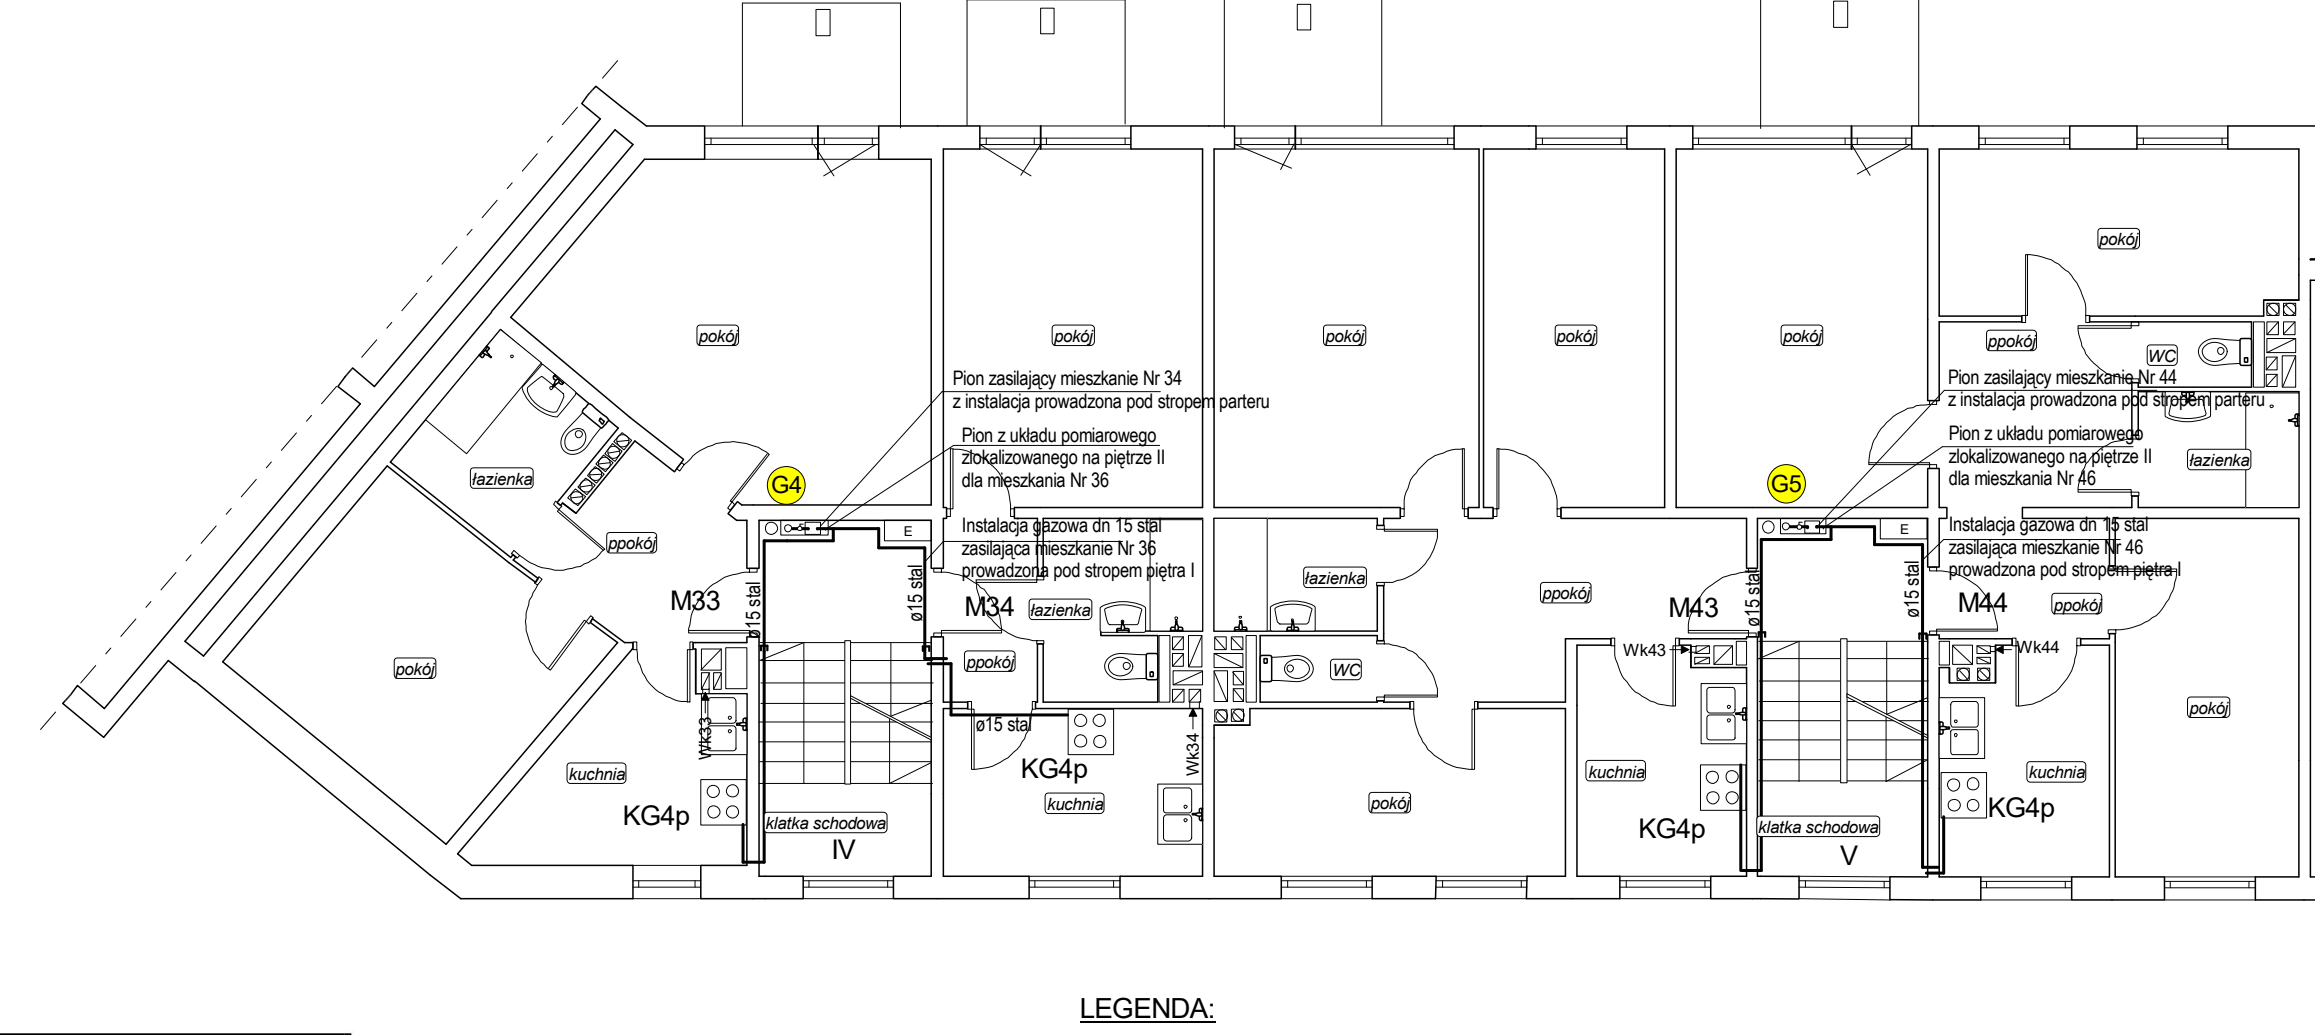 pokój
ppokój
WC
pokój
pokój
pokój
pokój
pokój
Pion zasilający mieszkanie Nr 34
z instalacja prowadzona pod stropem parteru
Pion z układu pomiarowego
zlokalizowanego na piętrze II
dla mieszkania Nr 36
Instalacja gazowa dn 15 stal
zasilająca mieszkanie Nr 36
prowadzona pod stropem piętra I
Pion zasilający mieszkanie Nr 44
z instalacja prowadzona pod stropem parteru
Pion z układu pomiarowego
zlokalizowanego na piętrze II
dla mieszkania Nr 46
Instalacja gazowa dn 15 stal
zasilająca mieszkanie Nr 46
prowadzona pod stropem piętra I
łazienka
G4
G5
łazienka
E
E
ppokój
łazienka
ppokój
ppokój
M33
ø15 stal
ø15 stal
M34
łazienka
M43
ø15 stal
ø15 stal
M44
pokój
ppokój
WC
Wk43
Wk44
pokój
Wk33
ø15 stal
Wk34
kuchnia
KG4p
kuchnia
pokój
kuchnia
kuchnia
KG4p
klatka schodowa
IV
KG4p
klatka schodowa
V
KG4p
LEGENDA: